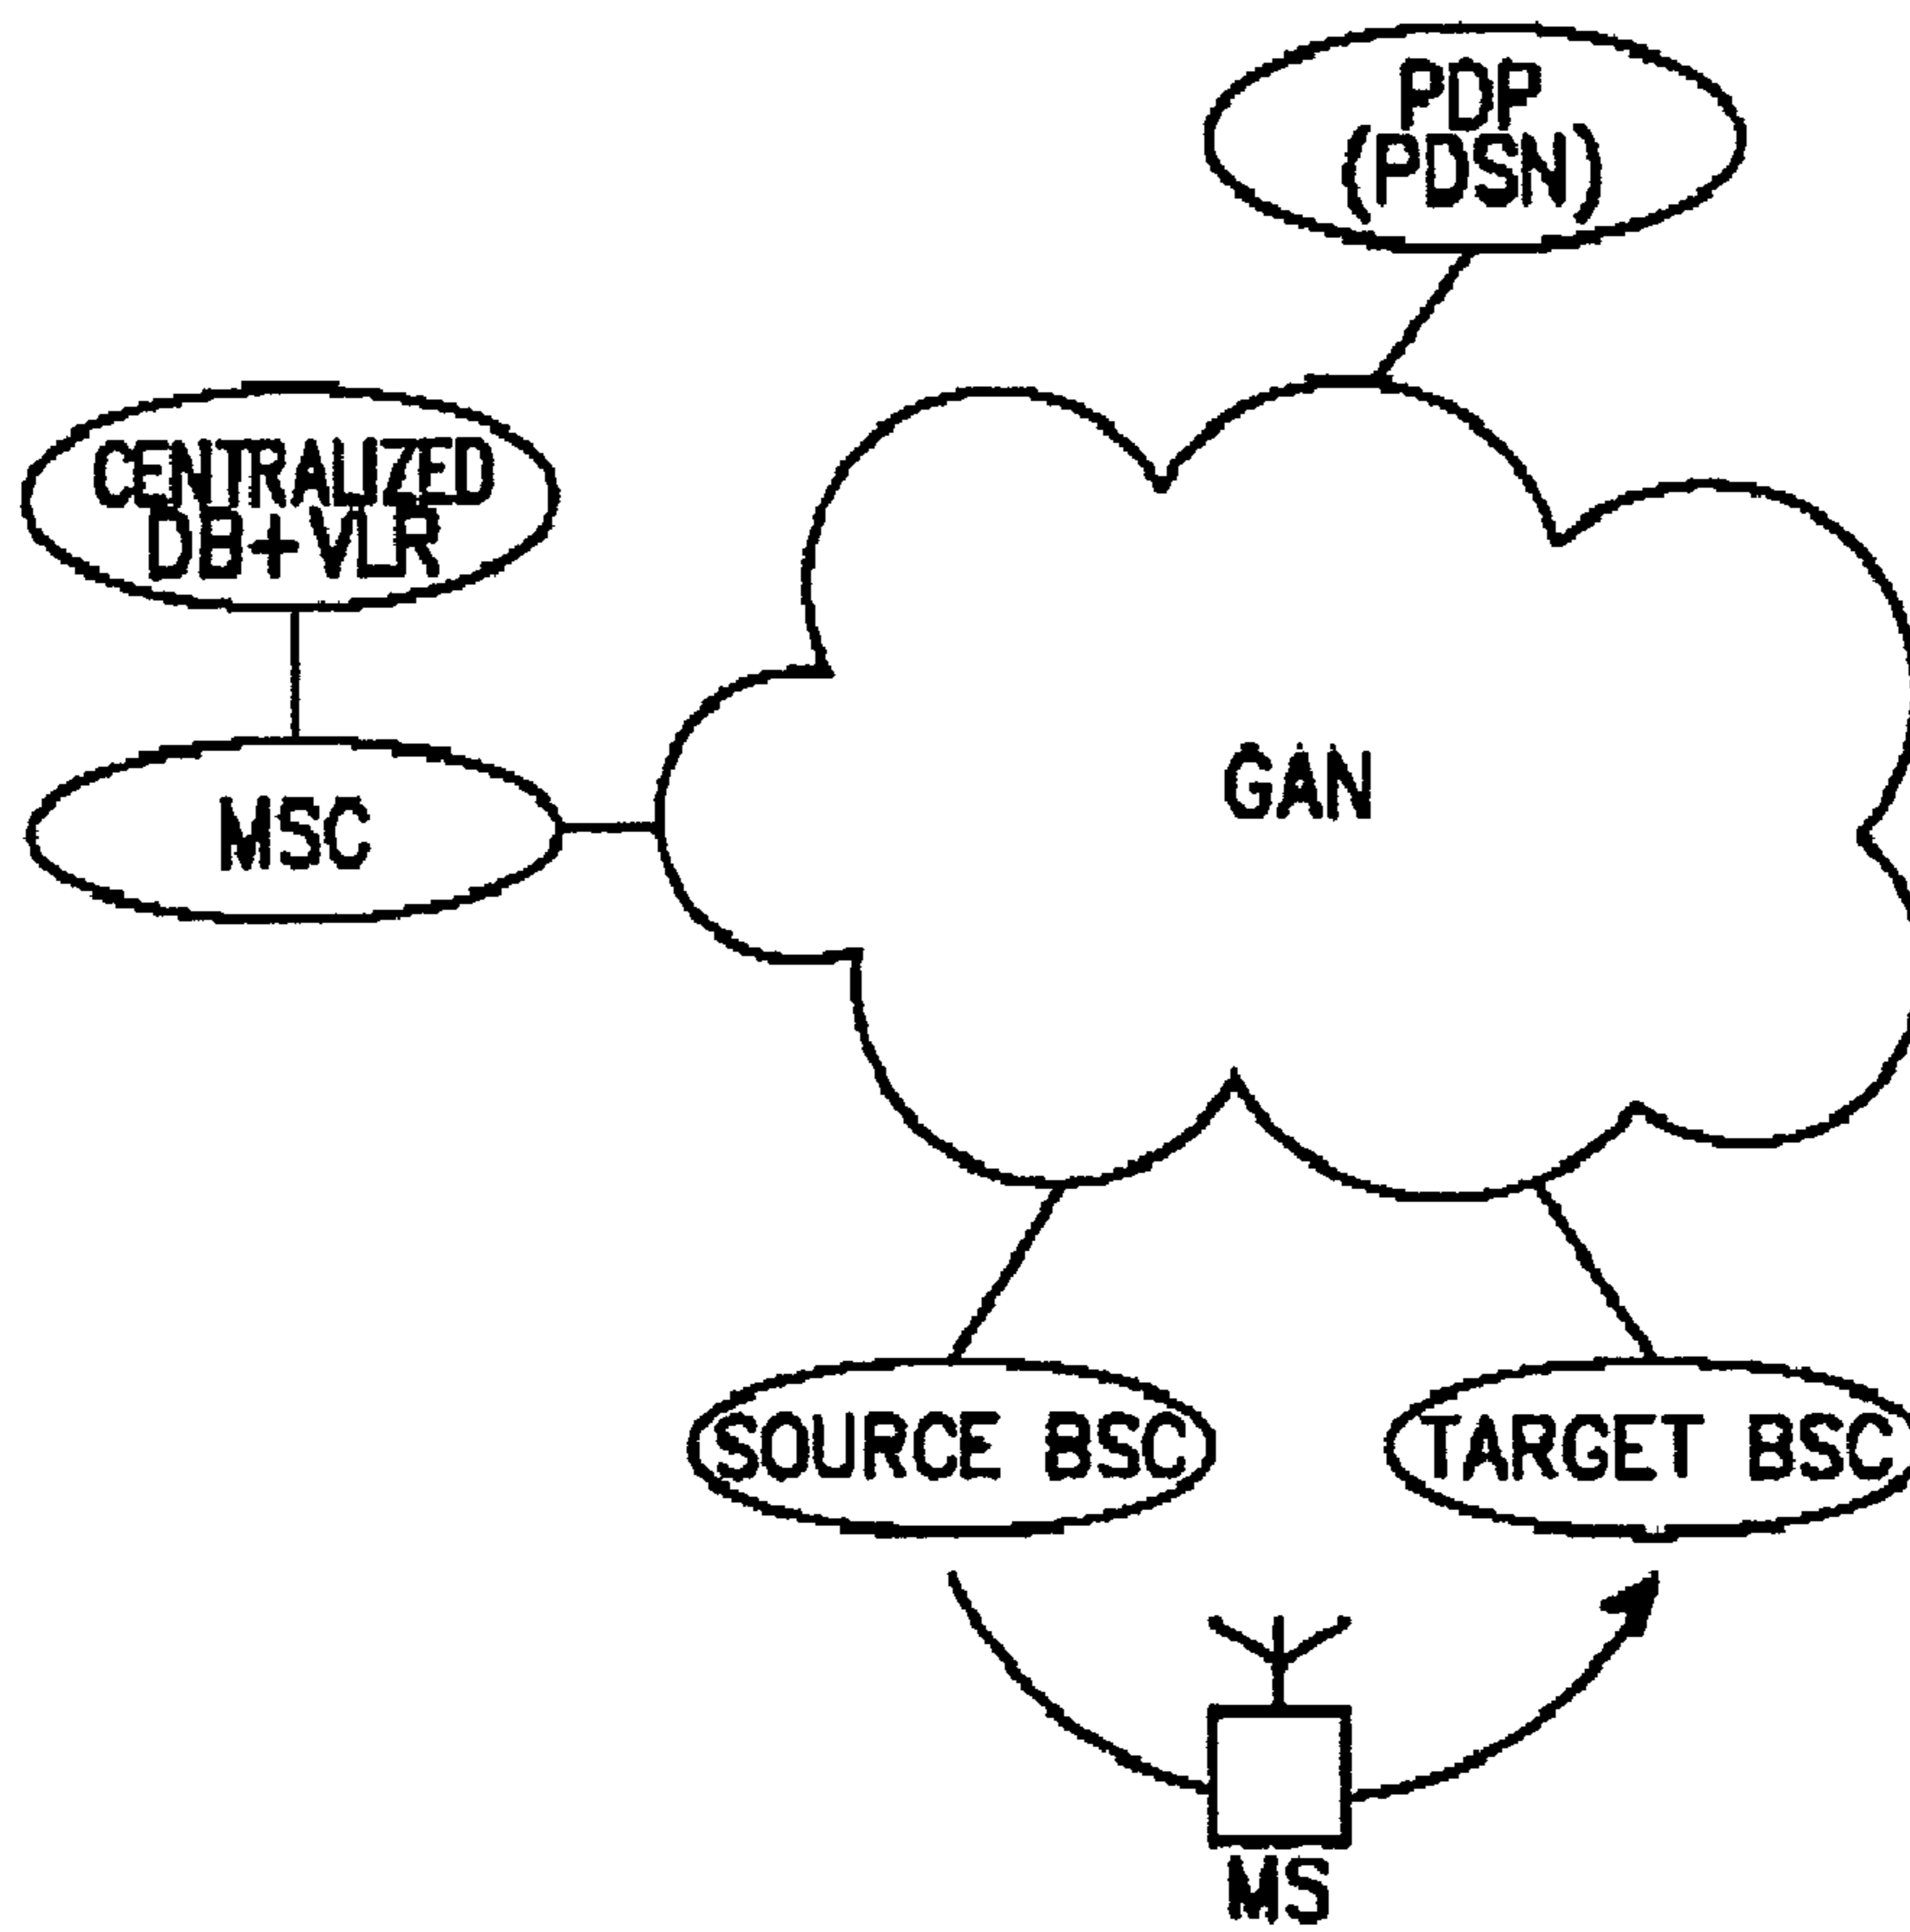 PDP
(PDSN)
CENTRALIZED
DB+VLR
GAN
MSC
SOURCE BSC
TARGET BSC
MS